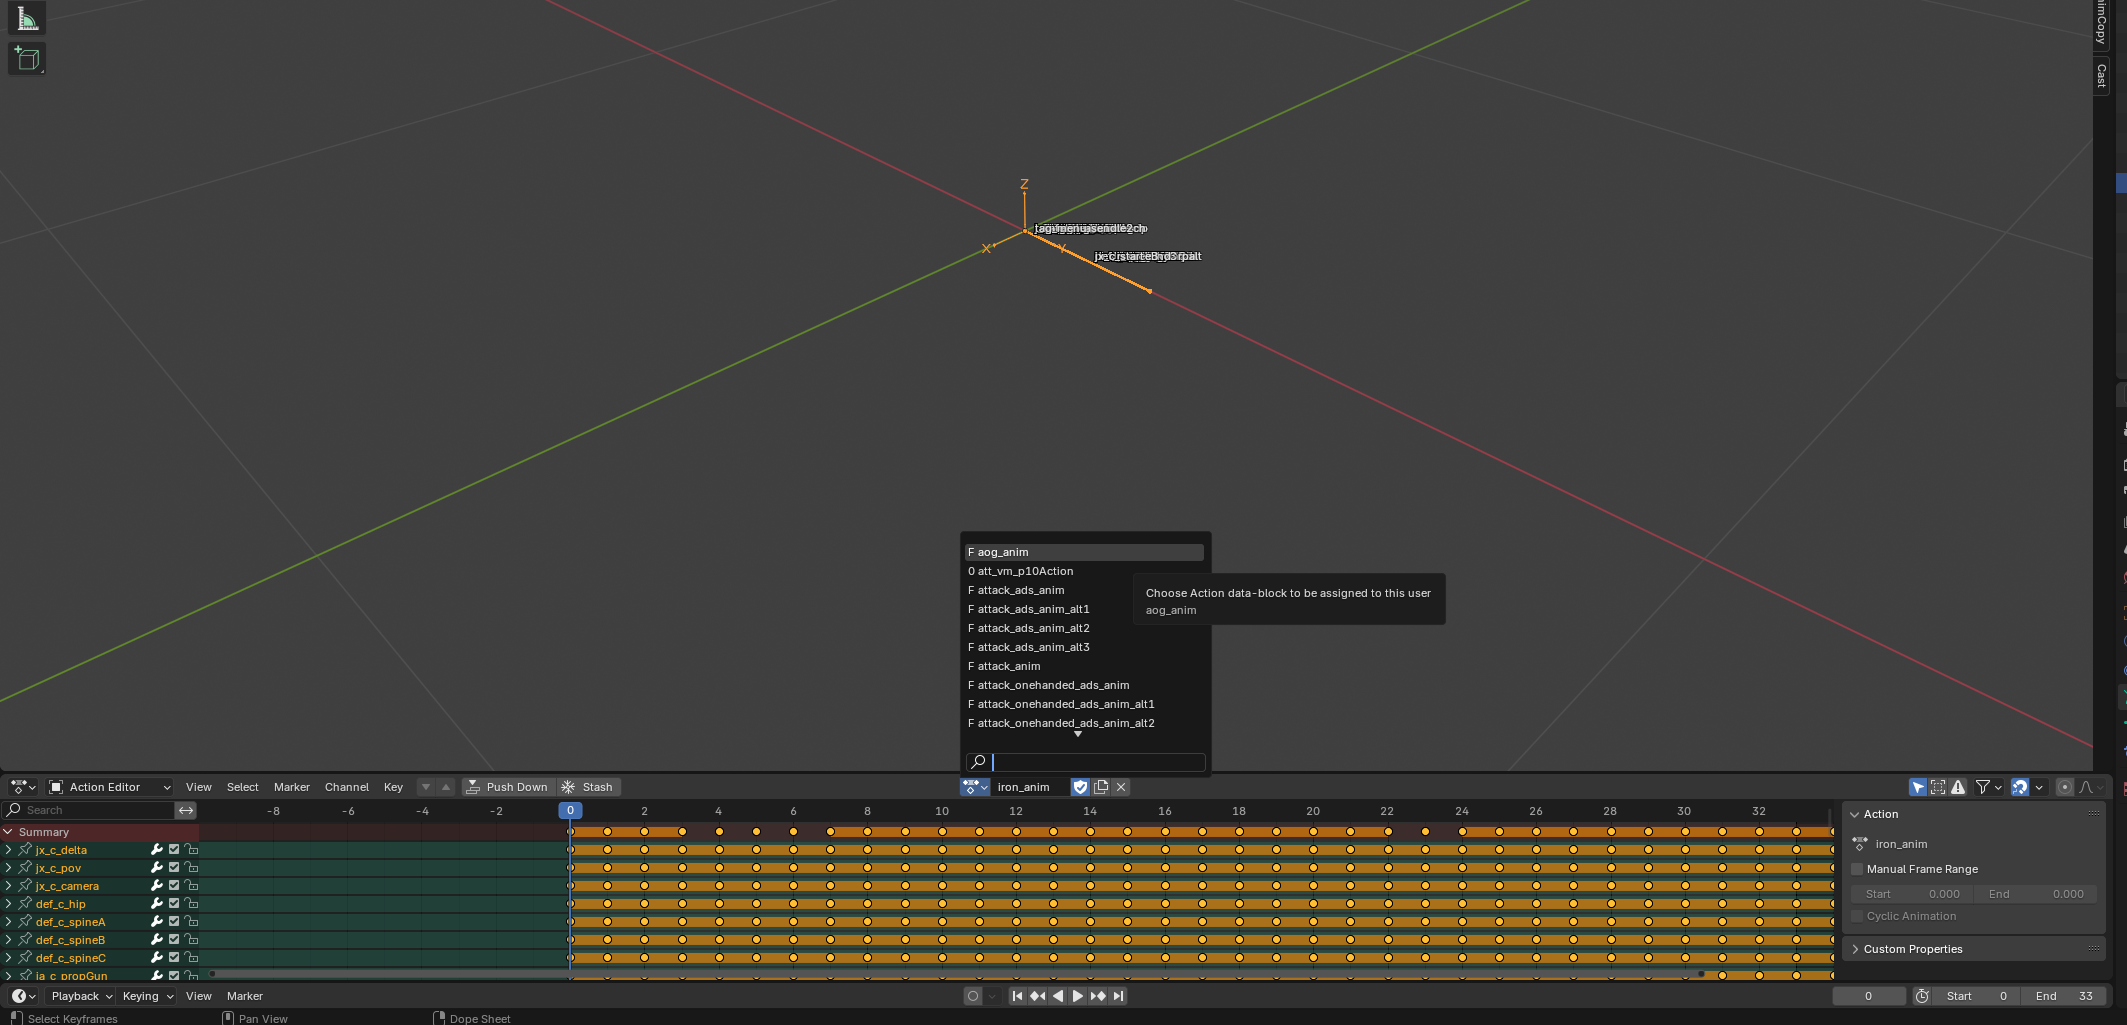 Cast
Z
X
Y
F aog_anim
0 att_vm_p10Action
F attack_ads_anim
F attack_ads_anim_alt1
F attack_ads_anim_alt2
F attack_ads_anim_alt3
F attack_anim
F attack_onehanded_ads_anim
F attack_onehanded_ads_anim_alt1
F attack_onehanded_ads_anim_alt2
Choose Action data-block to be assigned to this user
aog_anim
Action Editor View Select Marker Channel Key Push Down Stash iron_anim
Search -8 -6 -4 -2 0 2 4 6 8 10 12 14 16 18 20 22 24 26 28 30 32
Summary
jx_c_delta
jx_c_pov
jx_c_camera
def_c_hip
def_c_spineA
def_c_spineB
def_c_spineC
ja_c_propGun
Action
iron_anim
Manual Frame Range
Start 0.000 End 0.000
Cyclic Animation
Custom Properties
Playback Keying View Marker 0 Start 0 End 33
Select Keyframes Pan View Dope Sheet